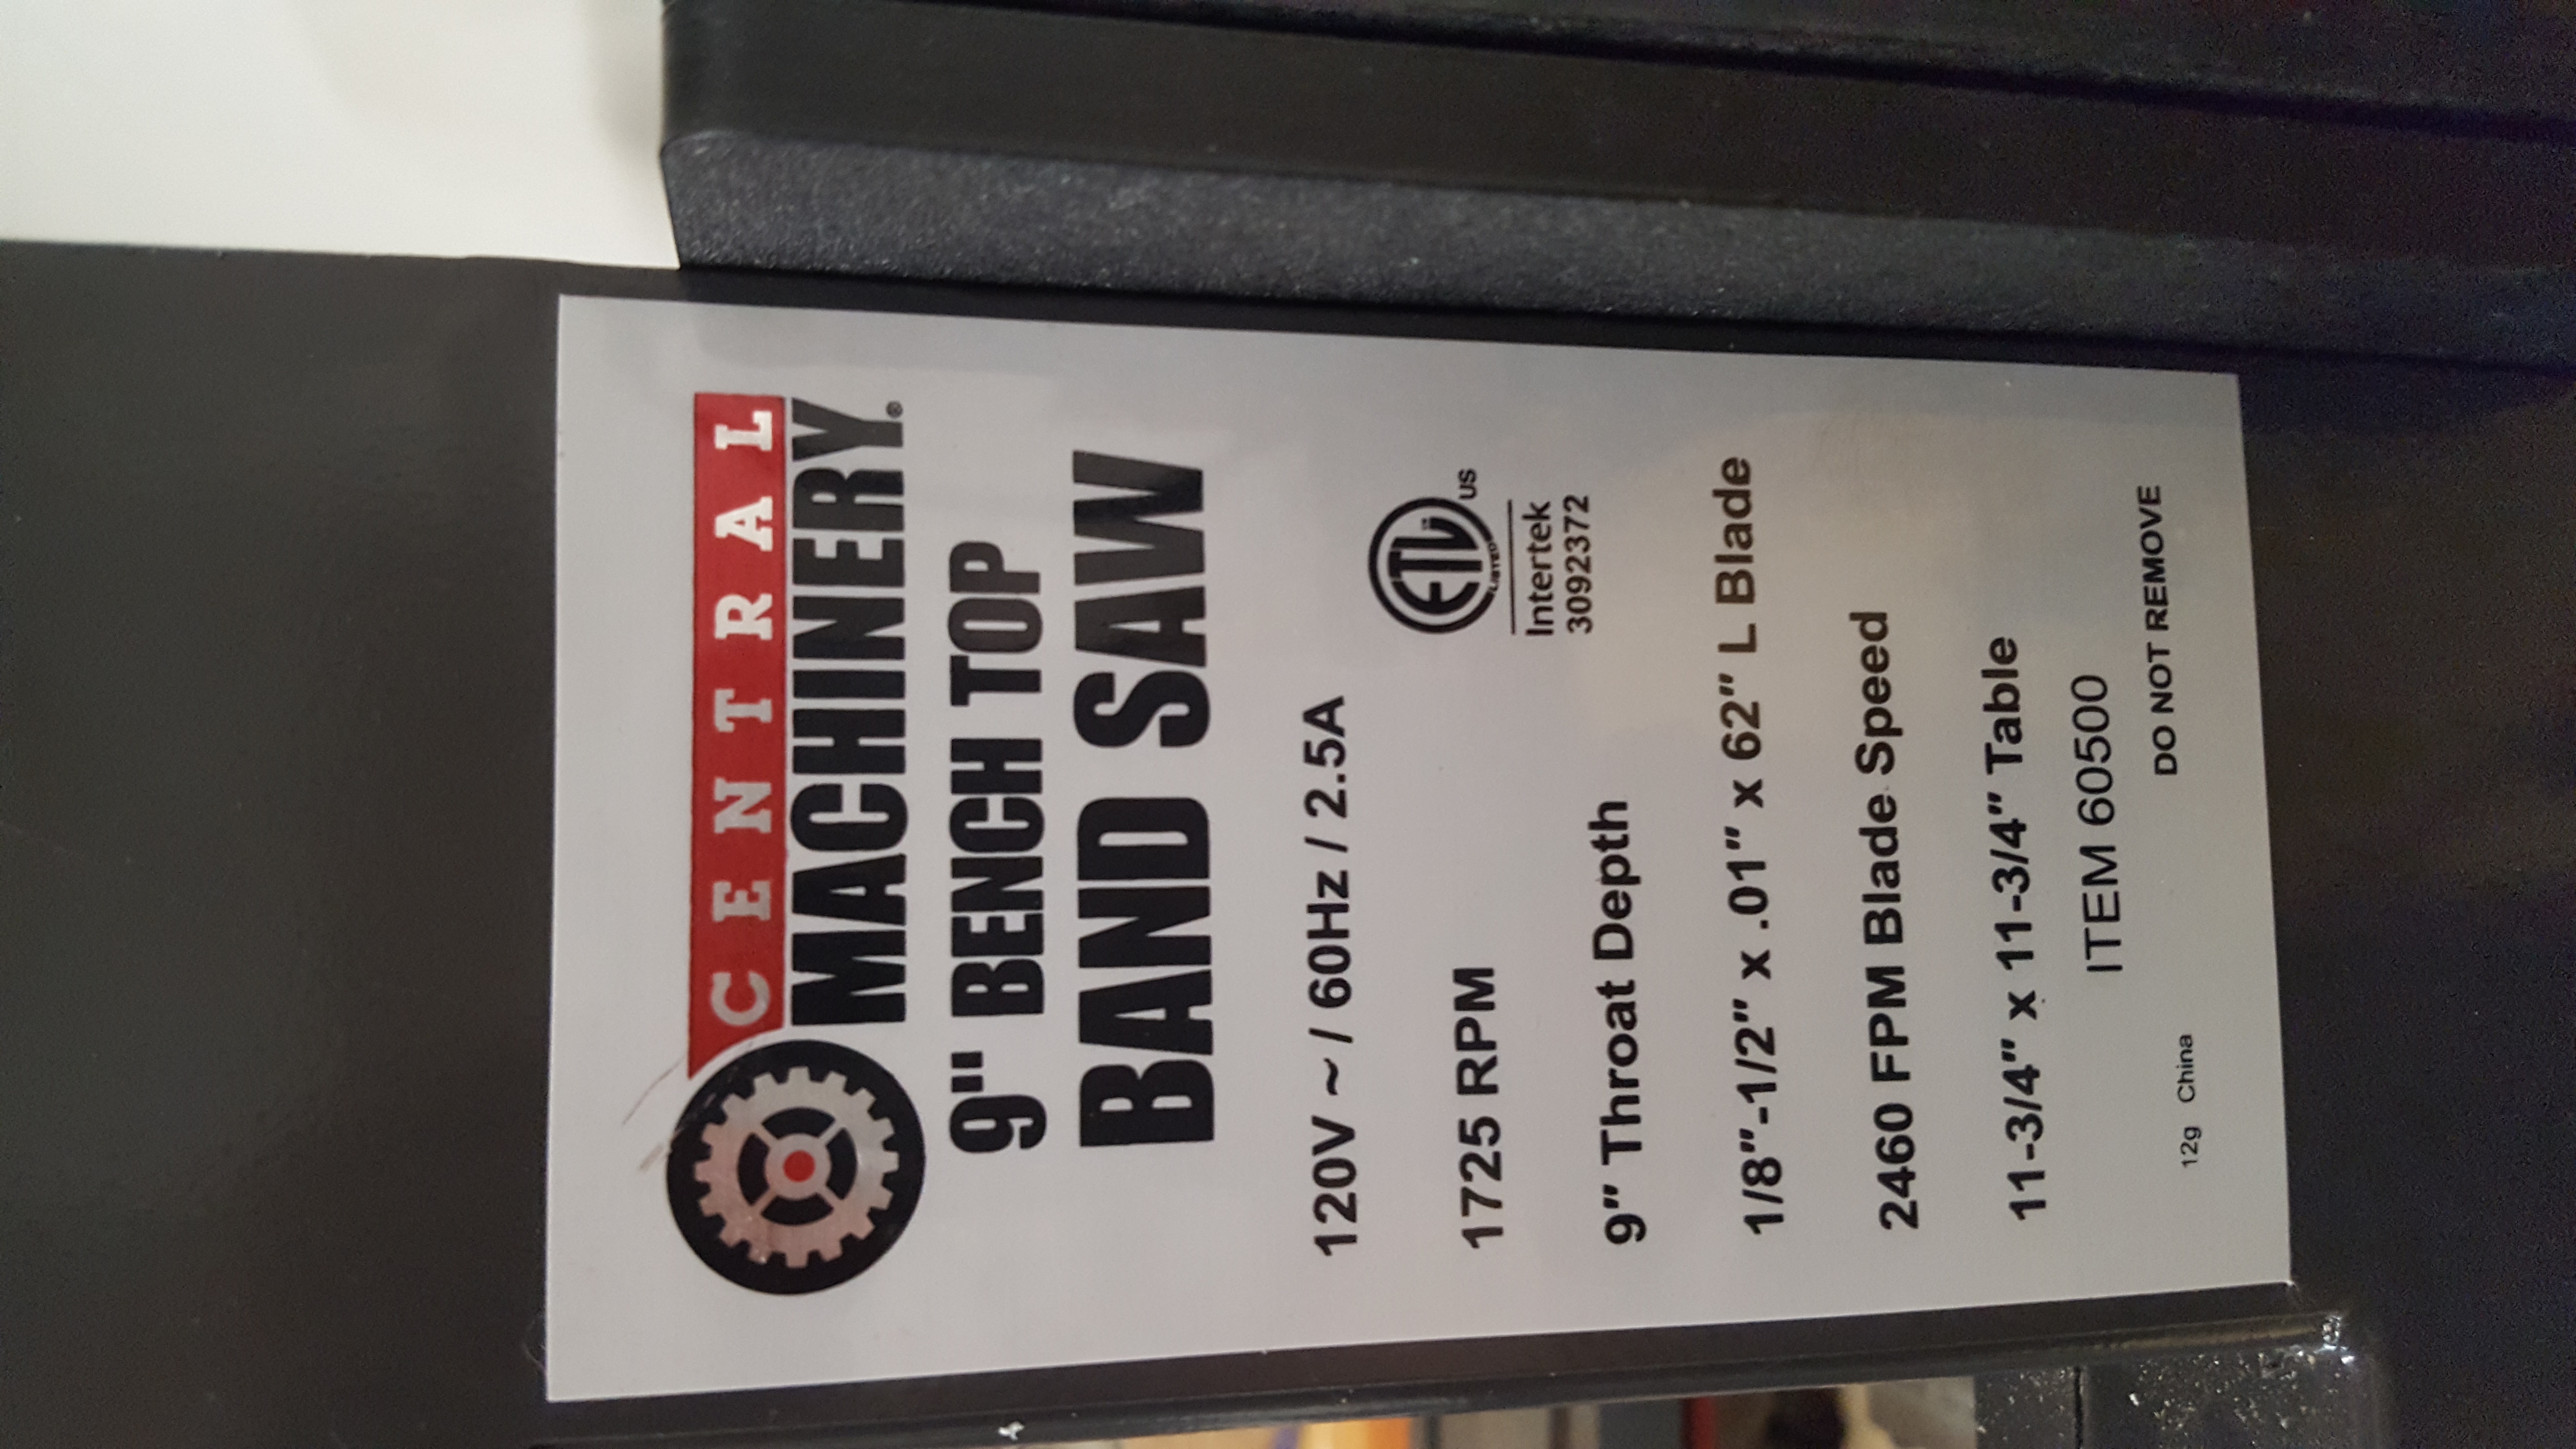 CENTRAL
MACHINERY®
9" BENCH TOP
BAND SAW
120V ~ / 60Hz / 2.5A
1725 RPM
ETL
LISTED
US
Intertek
3092372
9" Throat Depth
1/8"-1/2" x .01" x 62" L Blade
2460 FPM Blade Speed
11-3/4" x 11-3/4" Table
ITEM 60500
DO NOT REMOVE
12g China